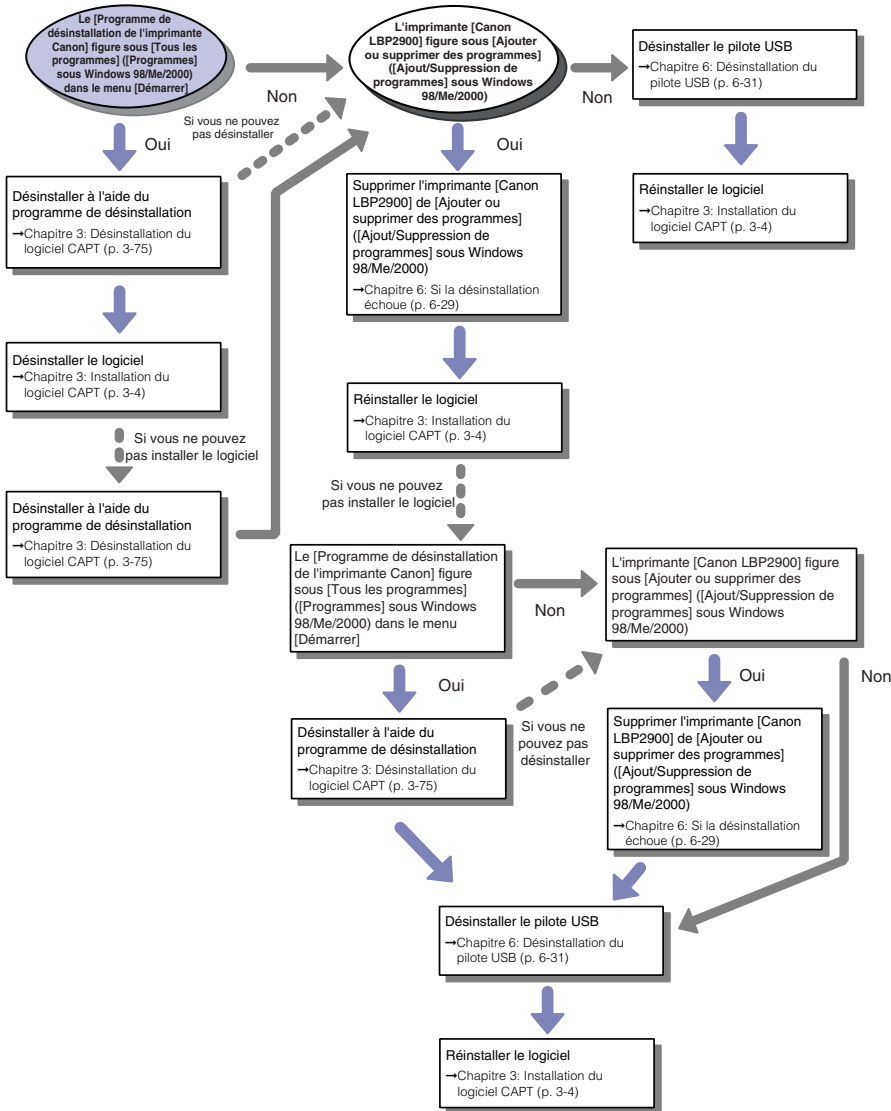 Le [Programme de
désinstallation de l'imprimante
Canon] figure sous [Tous les
programmes] ([Programmes]
sous Windows 98/Me/2000)
dans le menu [Démarrer]
Non
Si vous ne pouvez
pas désinstaller
Oui
L'imprimante [Canon
LBP2900] figure sous [Ajouter
ou supprimer des programmes]
([Ajout/Suppression de
programmes] sous Windows
98/Me/2000)
Non
Oui
Désinstaller le pilote USB
→Chapitre 6: Désinstallation du
pilote USB (p. 6-31)
Réinstaller le logiciel
→Chapitre 3: Installation du
logiciel CAPT (p. 3-4)
Désinstaller à l'aide du
programme de désinstallation
→Chapitre 3: Désinstallation du
logiciel CAPT (p. 3-75)
Désinstaller le logiciel
→Chapitre 3: Installation du
logiciel CAPT (p. 3-4)
Si vous ne pouvez
pas installer le logiciel
Désinstaller à l'aide du
programme de désinstallation
→Chapitre 3: Désinstallation du
logiciel CAPT (p. 3-75)
Supprimer l'imprimante [Canon
LBP2900] de [Ajouter ou
supprimer des programmes]
([Ajout/Suppression de
programmes] sous Windows
98/Me/2000)
→Chapitre 6: Si la désinstallation
échoue (p. 6-29)
Réinstaller le logiciel
→Chapitre 3: Installation du
logiciel CAPT (p. 3-4)
Si vous ne pouvez
pas installer le logiciel
Le [Programme de désinstallation
de l'imprimante Canon] figure
sous [Tous les programmes]
([Programmes] sous Windows
98/Me/2000) dans le menu
[Démarrer]
Non
Oui
L'imprimante [Canon LBP2900] figure
sous [Ajouter ou supprimer des
programmes] ([Ajout/Suppression de
programmes] sous Windows
98/Me/2000)
Oui
Non
Désinstaller à l'aide du
programme de désinstallation
→Chapitre 3: Désinstallation du
logiciel CAPT (p. 3-75)
Si vous ne
pouvez pas
désinstaller
Supprimer l'imprimante [Canon
LBP2900] de [Ajouter ou
supprimer des programmes]
([Ajout/Suppression de
programmes] sous Windows
98/Me/2000)
→Chapitre 6: Si la désinstallation
échoue (p. 6-29)
Désinstaller le pilote USB
→Chapitre 6: Désinstallation du
pilote USB (p. 6-31)
Réinstaller le logiciel
→Chapitre 3: Installation du
logiciel CAPT (p. 3-4)